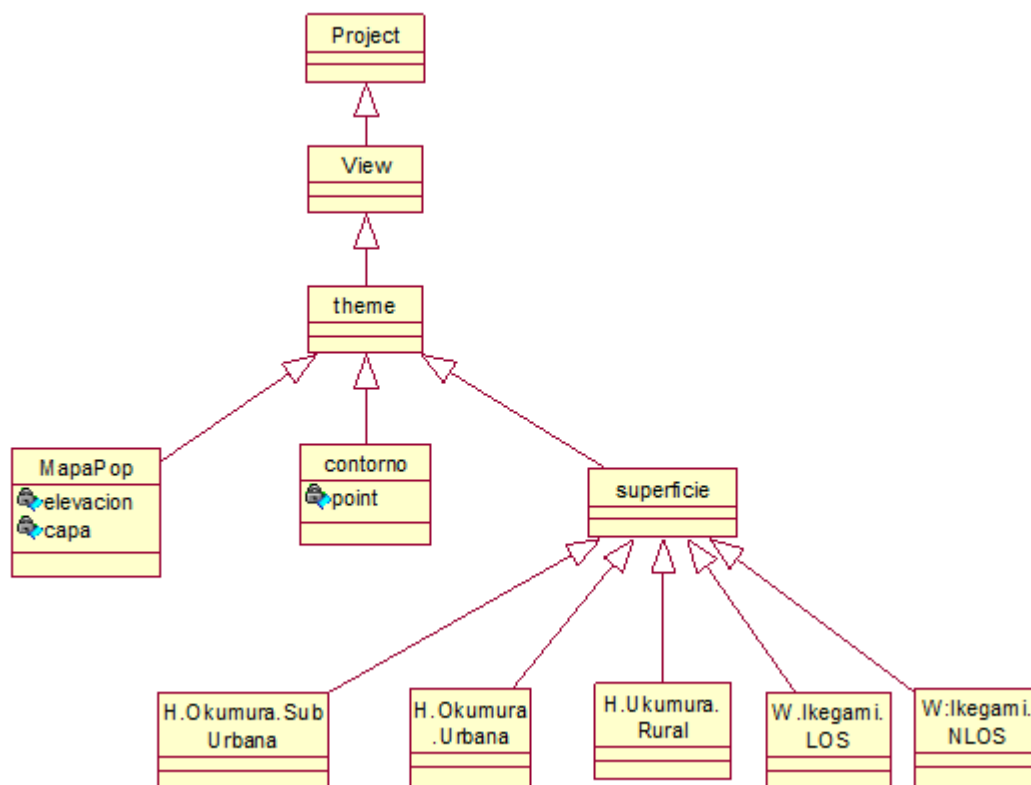 Project
View
theme
MapaPop
elevacion
capa
contorno
point
superficie
H.Okumura.Sub
Urbana
H.Okumura
.Urbana
H.Ukumura.
Rural
W.Ikegami.
LOS
W:Ikegami.
NLOS